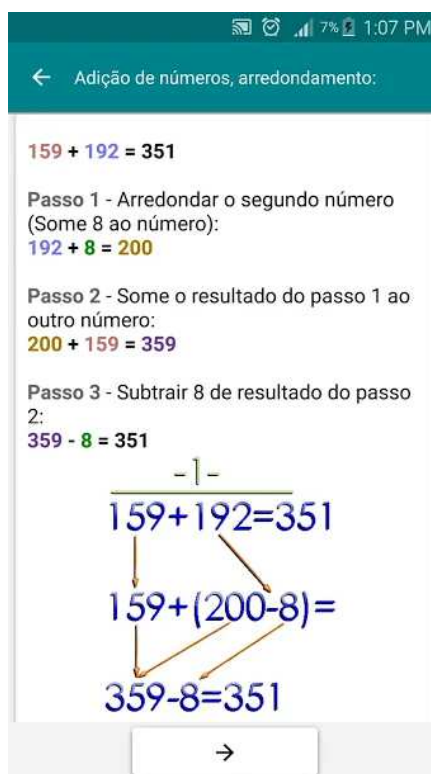 7% 1:07 PM
← Adição de números, arredondamento:
159 + 192 = 351
Passo 1 - Arredondar o segundo número
(Some 8 ao número):
192 + 8 = 200
Passo 2 - Some o resultado do passo 1 ao
outro número:
200 + 159 = 359
Passo 3 - Subtrair 8 de resultado do passo
2:
359 - 8 = 351
-1-
159+192=351
159+(200-8)=
359-8=351
→